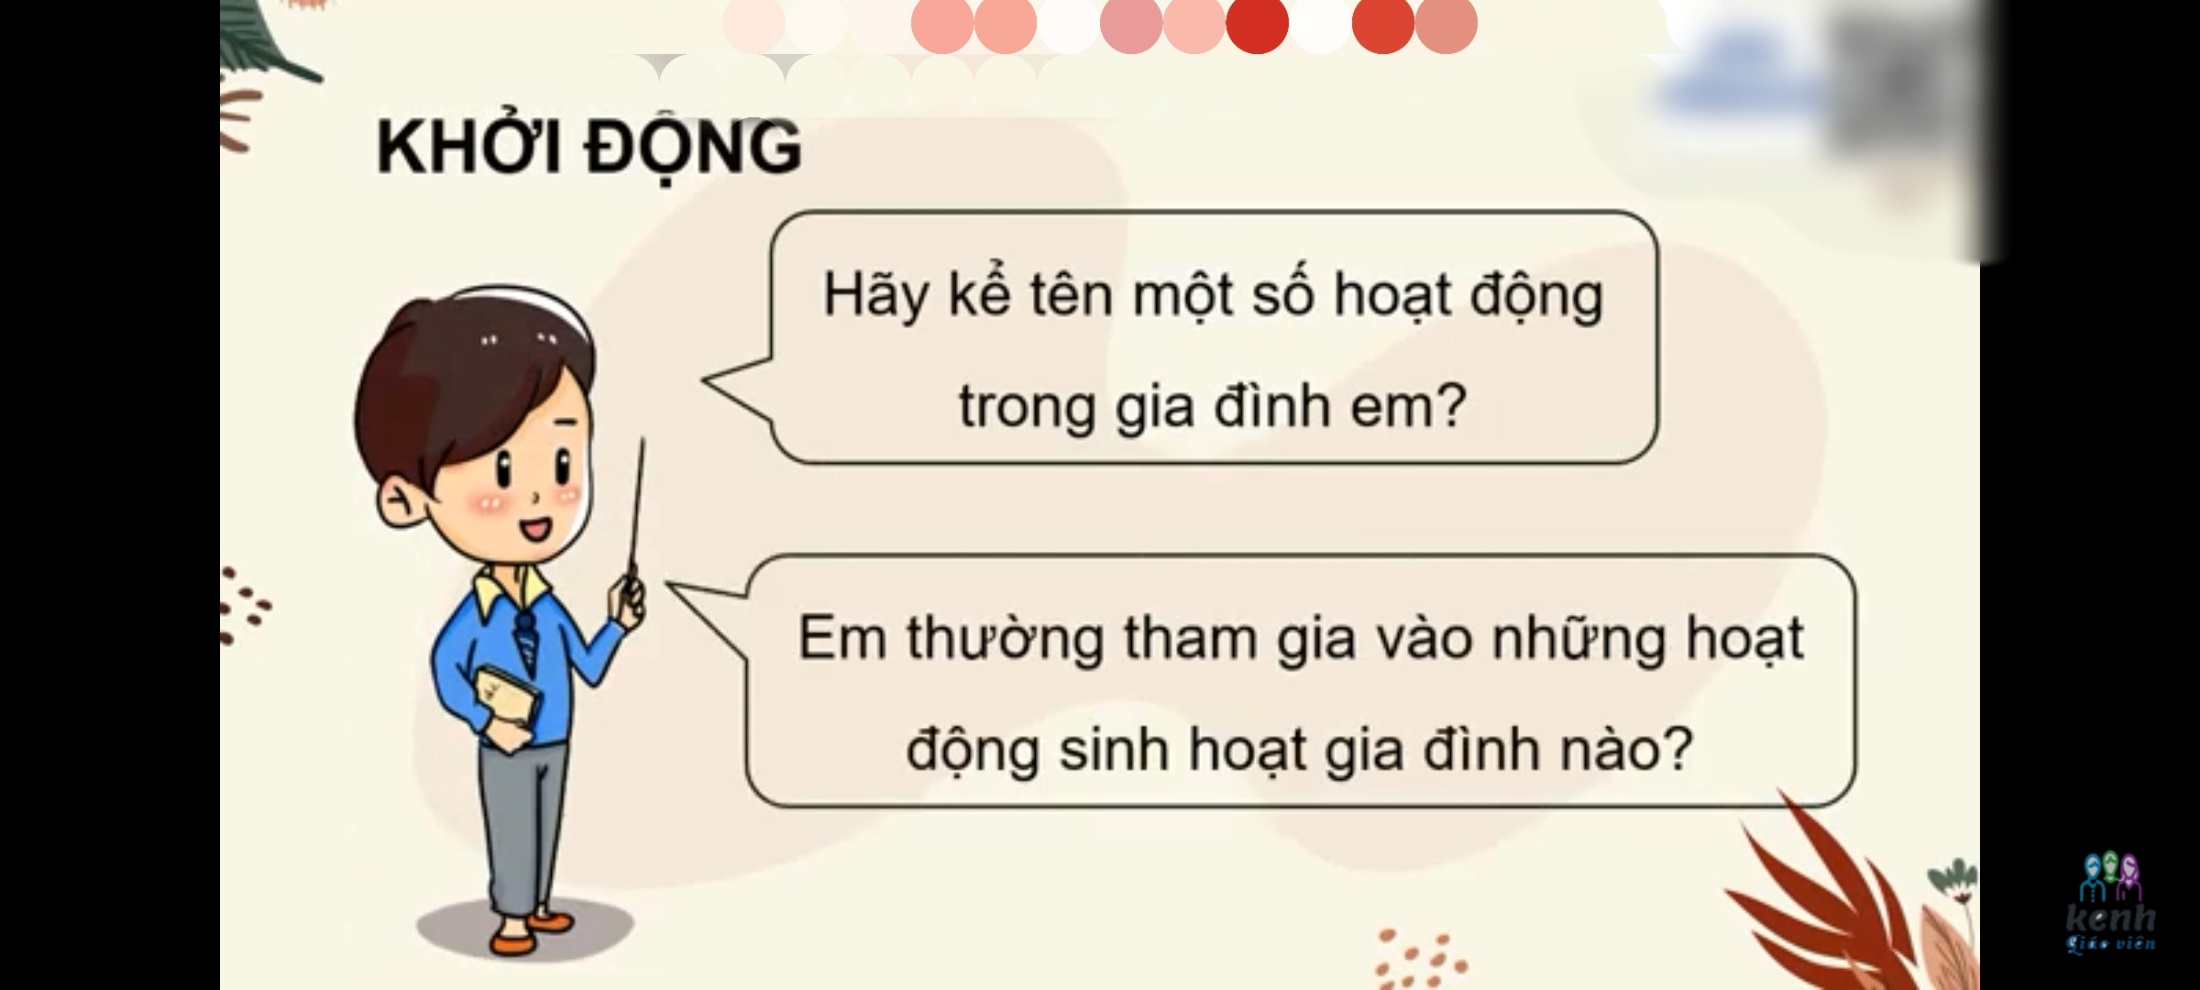 KHỞI ĐỘNG
Hãy kể tên một số hoạt động
trong gia đình em?
Em thường tham gia vào những hoạt
động sinh hoạt gia đình nào?
kenh
Giáo viên